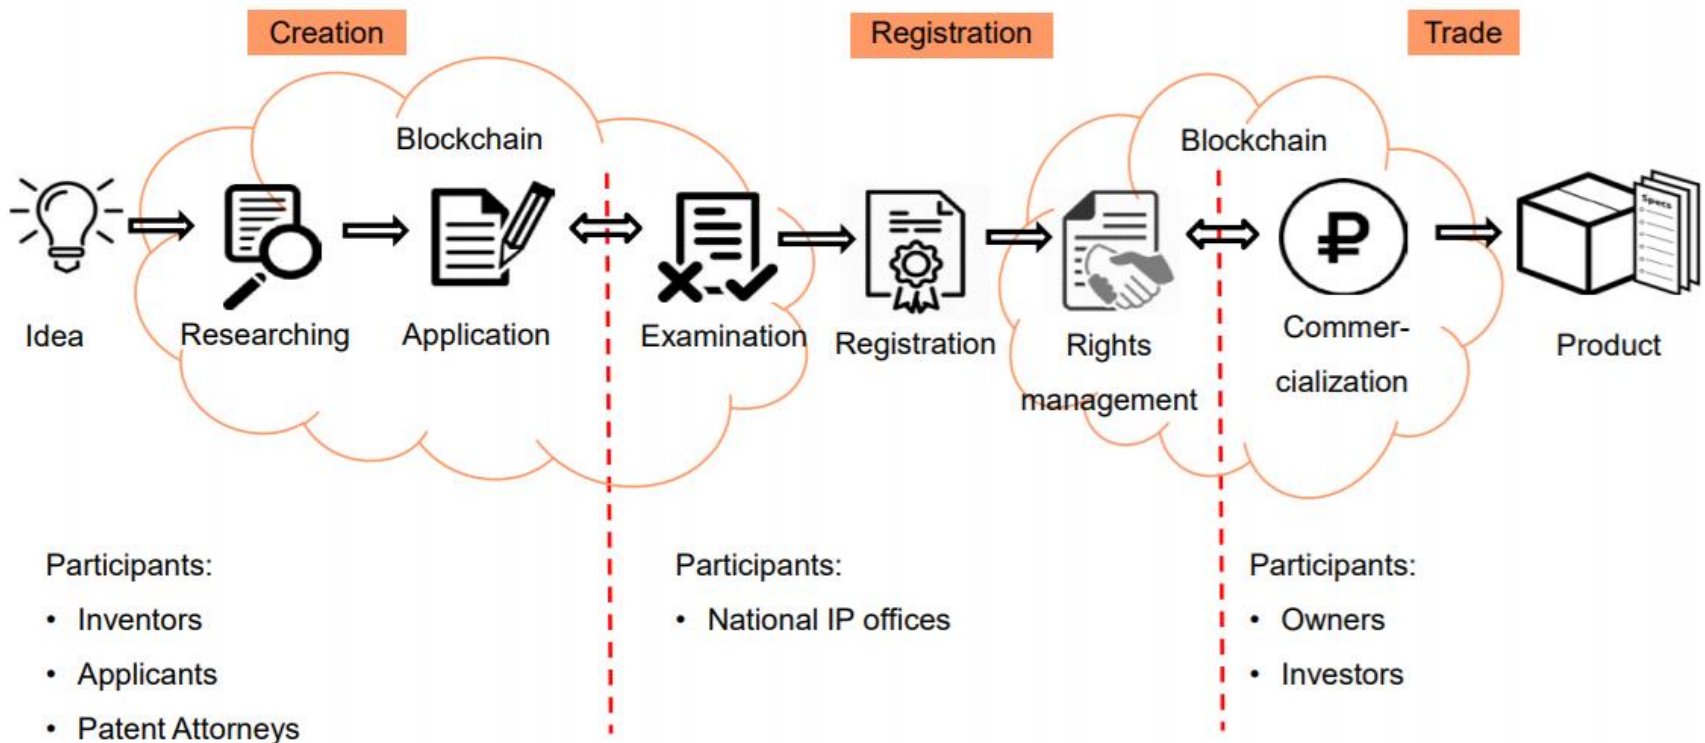 Creation
Registration
Trade
Blockchain
Blockchain
Specs
Idea
Researching
Application
Examination
Registration
Rights
management
Commer-
cialization
Product
Participants:
• Inventors
• Applicants
• Patent Attorneys
Participants:
• National IP offices
Participants:
• Owners
• Investors